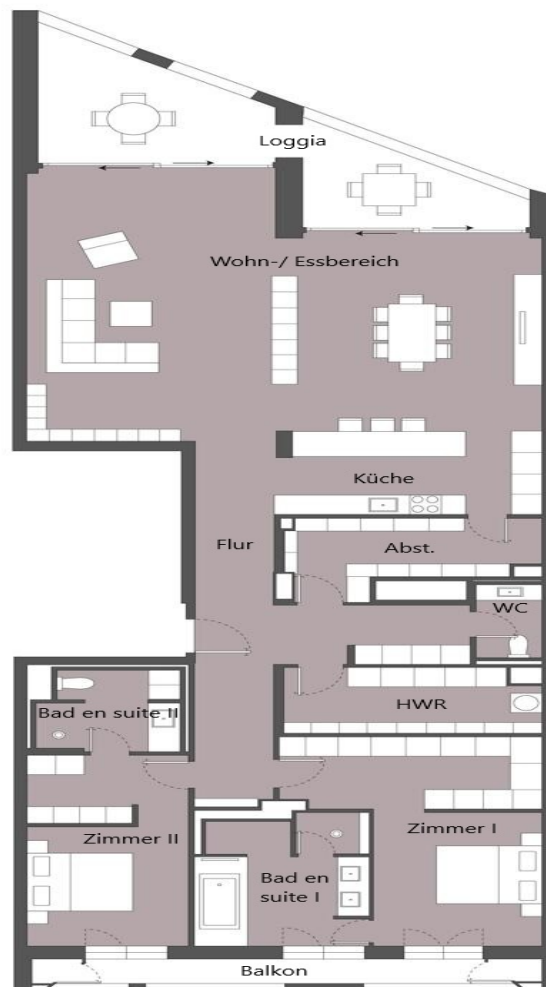 Loggia
Wohn-/ Essbereich
Küche
Flur
Abst.
WC
HWR
Bad en suite II
Zimmer II
Zimmer I
Bad en
suite I
Balkon